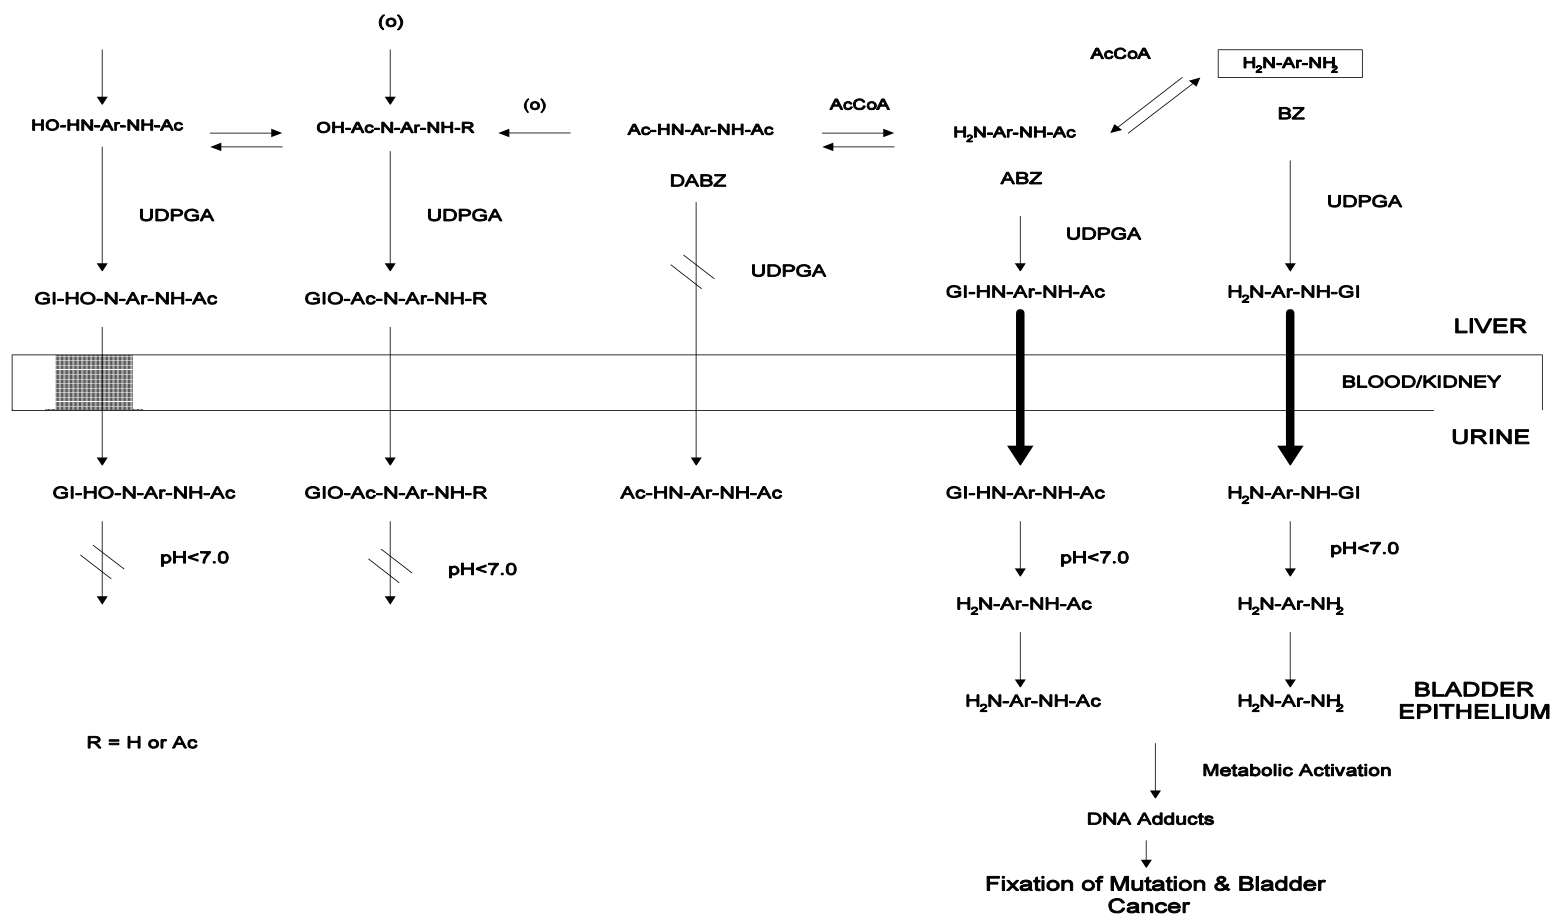 (o)
AcCoA
H2N-Ar-NH2
BZ
HO-HN-Ar-NH-Ac
OH-Ac-N-Ar-NH-R
(o)
Ac-HN-Ar-NH-Ac
AcCoA
H2N-Ar-NH-Ac
DABZ
ABZ
UDPGA
UDPGA
UDPGA
UDPGA
UDPGA
GI-HO-N-Ar-NH-Ac
GIO-Ac-N-Ar-NH-R
GI-HN-Ar-NH-Ac
H2N-Ar-NH-GI
LIVER
BLOOD/KIDNEY
URINE
GI-HO-N-Ar-NH-Ac
GIO-Ac-N-Ar-NH-R
Ac-HN-Ar-NH-Ac
GI-HN-Ar-NH-Ac
H2N-Ar-NH-GI
pH<7.0
pH<7.0
pH<7.0
pH<7.0
H2N-Ar-NH-Ac
H2N-Ar-NH2
H2N-Ar-NH-Ac
H2N-Ar-NH2
BLADDER
EPITHELIUM
R = H or Ac
Metabolic Activation
DNA Adducts
Fixation of Mutation & Bladder
Cancer